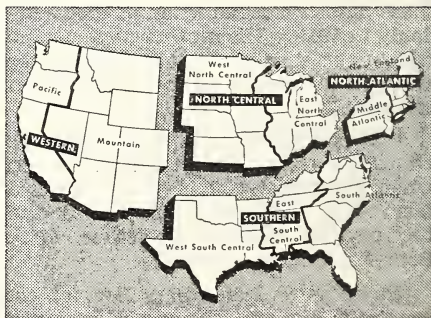 Pacific
WESTERN
Mountain
West
North Central
NORTH CENTRAL
East
North
Central
New England
NORTH ATLANTIC
Middle
Atlantic
South Atlantic
East
SOUTHERN
South
Central
West South Central